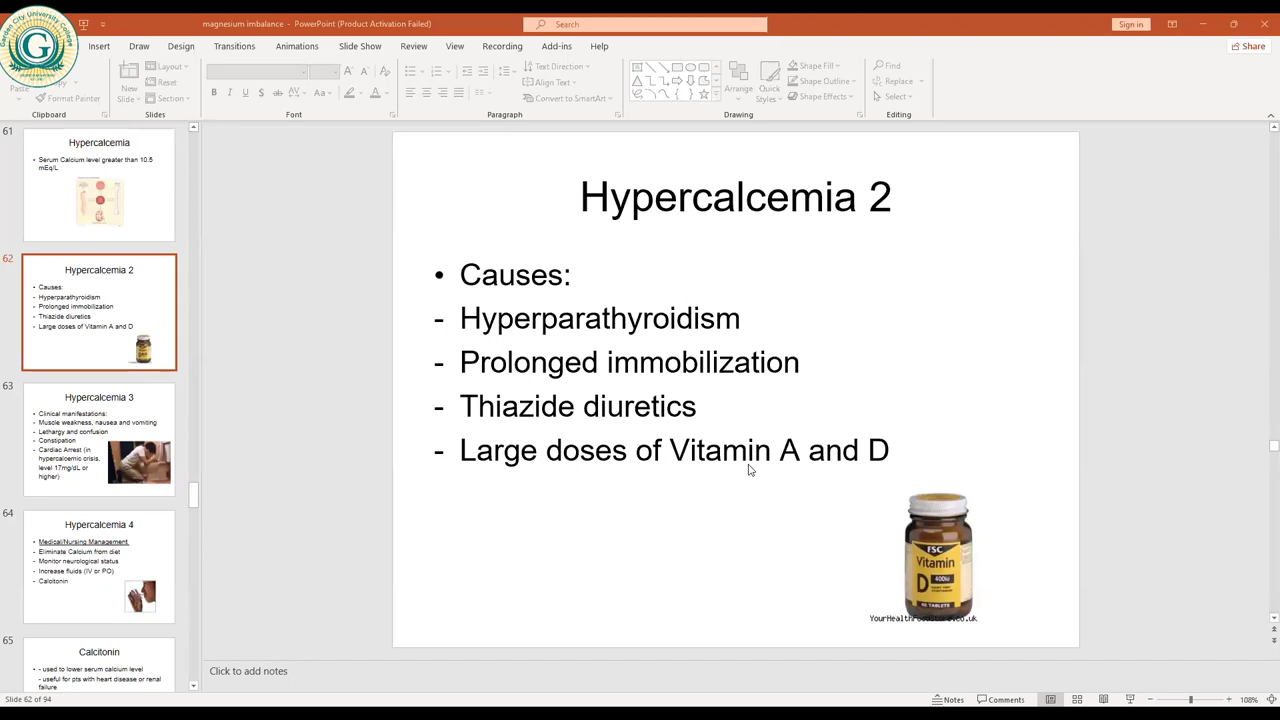 magnesium imbalance - PowerPoint (Product Activation Failed)
Search
Sign in
Insert Draw Design Transitions Animations Slide Show Review View Recording Add-ins Help
Share
Paste
Format Painter
Clipboard
New
Slide
Layout
Reset
Section
Slides
Font
Text Direction
Align Text
Convert to SmartArt
Paragraph
Arrange
Quick
Styles
Shape Fill
Shape Outline
Shape Effects
Drawing
Find
Replace
Select
Editing
61
Hypercalcemia
• Serum Calcium level greater than 10.5
mEq/L
62
Hypercalcemia 2
• Causes:
- Hyperparathyroidism
- Prolonged immobilization
- Thiazide diuretics
- Large doses of Vitamin A and D
63
Hypercalcemia 3
• Clinical manifestations:
- Muscle weakness, nausea and vomiting
- Lethargy and confusion
- Constipation
- Cardiac Arrest (in
hypercalcemic crisis,
level 17mg/dL or
higher)
64
Hypercalcemia 4
Medical/Nursing Management
- Eliminate Calcium from diet
- Monitor neurological status
- Increase fluids (IV or PO)
- Calcitonin
65
Calcitonin
• - used to lower serum calcium level
- useful for pts with heart disease or renal
failure
Hypercalcemia 2
• Causes:
- Hyperparathyroidism
- Prolonged immobilization
- Thiazide diuretics
- Large doses of Vitamin A and D
FSC
Vitamin
D 400iu
TABLETS
Click to add notes
Slide 62 of 94
Notes
Comments
108%